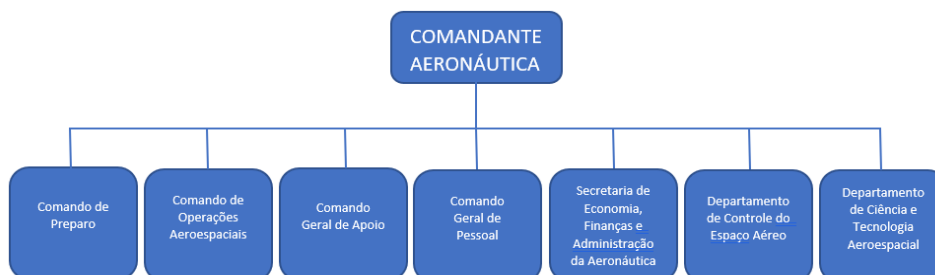 COMANDANTE
AERONÁUTICA
Comando de
Preparo
Comando de
Operações
Aeroespaciais
Comando
Geral de Apoio
Comando
Geral de
Pessoal
Secretaria de
Economia,
Finanças e
Administração
da Aeronáutica
Departamento
de Controle do
Espaço Aéreo
Departamento
de Ciência e
Tecnologia
Aeroespacial